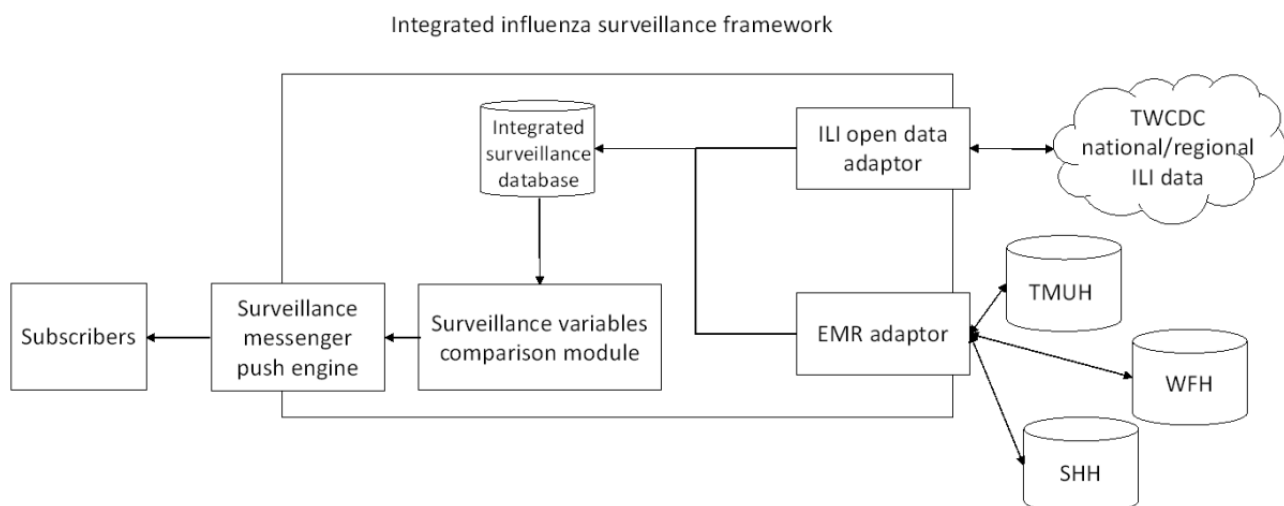 Integrated influenza surveillance framework
Integrated
surveillance
database
ILI open data
adaptor
TWCDC
national/regional
ILI data
TMUH
Subscribers
Surveillance
messenger
push engine
Surveillance variables
comparison module
EMR adaptor
WFH
SHH